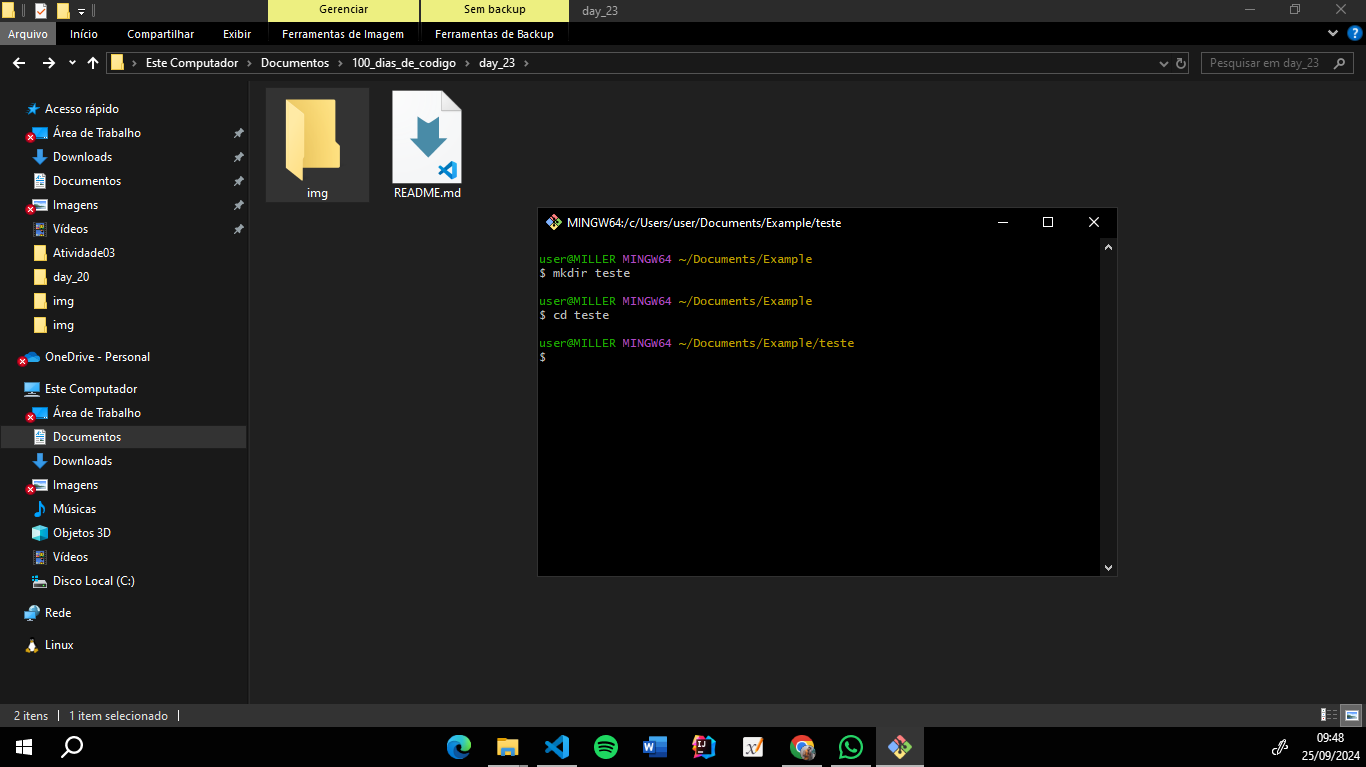 Gerenciar
Sem backup
day_23
Arquivo
Início
Compartilhar
Exibir
Ferramentas de Imagem
Ferramentas de Backup
Este Computador
Documentos
100_dias_de_codigo
day_23
Pesquisar em day_23
Acesso rápido
Área de Trabalho
Downloads
Documentos
Imagens
Vídeos
Atividade03
day_20
img
img
OneDrive - Personal
Este Computador
Área de Trabalho
Documentos
Downloads
Imagens
Músicas
Objetos 3D
Vídeos
Disco Local (C:)
Rede
Linux
img
README.md
MINGW64:/c/Users/user/Documents/Example/teste
user@MILLER MINGW64 ~/Documents/Example
$ mkdir teste
user@MILLER MINGW64 ~/Documents/Example
$ cd teste
user@MILLER MINGW64 ~/Documents/Example/teste
$
2 itens
1 item selecionado
09:48
25/09/2024